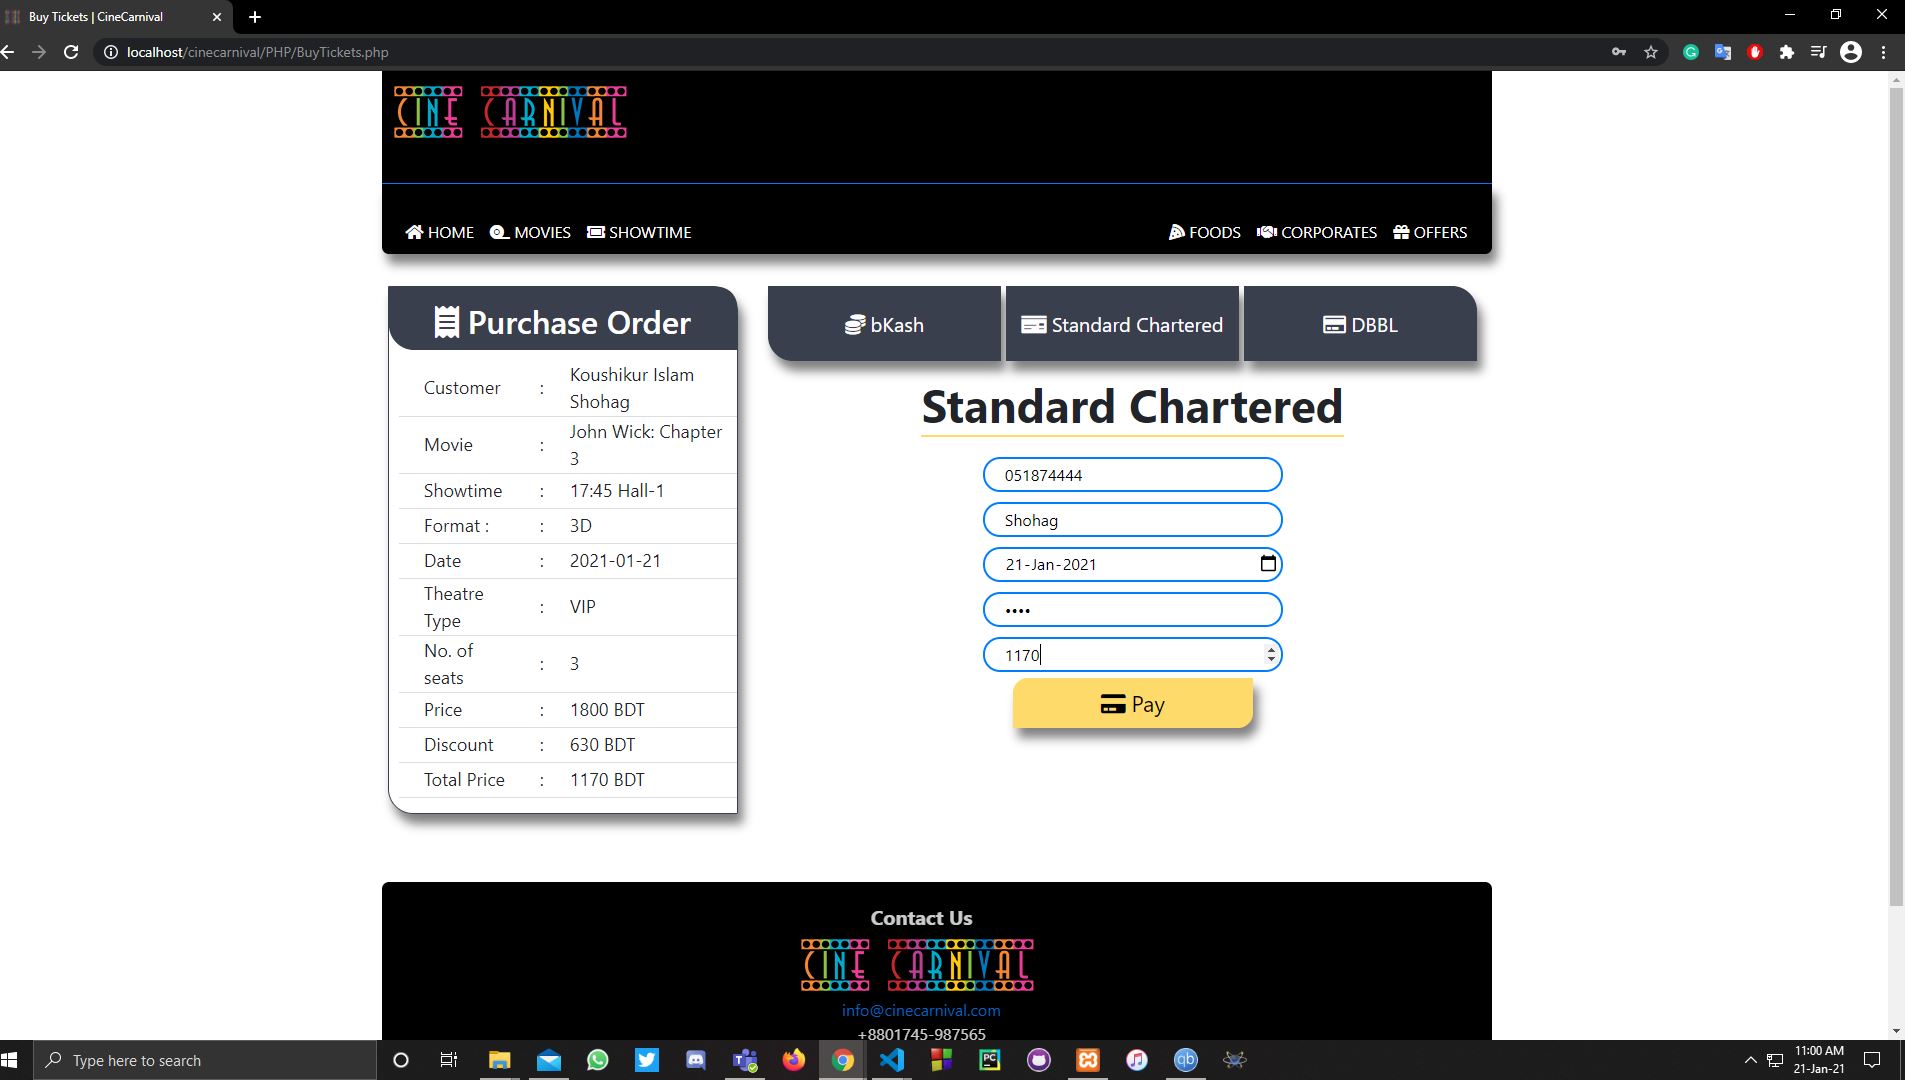 Buy Tickets | CineCarnival
localhost/cinecarnival/PHP/BuyTickets.php
CINE CARNIVAL
HOME MOVIES SHOWTIME FOODS CORPORATES OFFERS
Purchase Order
Customer : Koushikur Islam
Shohag
Movie : John Wick: Chapter
3
Showtime : 17:45 Hall-1
Format : : 3D
Date : 2021-01-21
Theatre
Type : VIP
No. of
seats : 3
Price : 1800 BDT
Discount : 630 BDT
Total Price : 1170 BDT
bKash Standard Chartered DBBL
Standard Chartered
051874444
Shohag
21-Jan-2021
••••
1170
Pay
Contact Us
CINE CARNIVAL
info@cinecarnival.com
+8801745-987565
Type here to search
PC
qb
11:00 AM
21-Jan-21